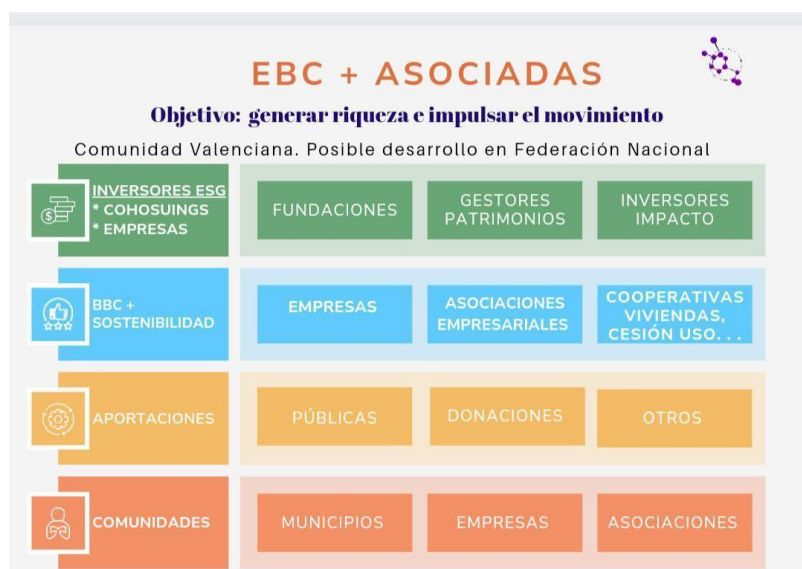 EBC + ASOCIADAS
Objetivo: generar riqueza e impulsar el movimiento
Comunidad Valenciana. Posible desarrollo en Federación Nacional
INVERSORES ESG
* COHOSUINGS
* EMPRESAS
FUNDACIONES
GESTORES
PATRIMONIOS
INVERSORES
IMPACTO
BBC +
SOSTENIBILIDAD
EMPRESAS
ASOCIACIONES
EMPRESARIALES
COOPERATIVAS
VIVIENDAS,
CESIÓN USO. . .
APORTACIONES
PÚBLICAS
DONACIONES
OTROS
COMUNIDADES
MUNICIPIOS
EMPRESAS
ASOCIACIONES